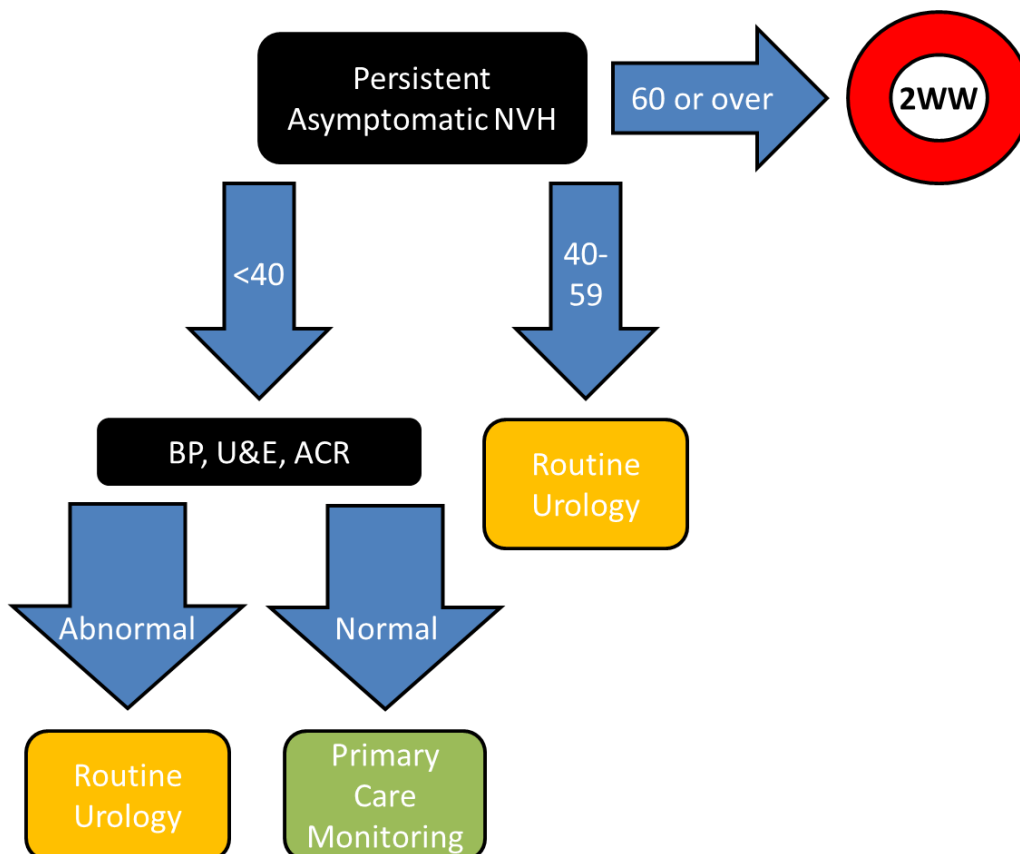 Persistent
Asymptomatic NVH
60 or over
2WW
<40
40-
59
BP, U&E, ACR
Routine
Urology
Abnormal
Normal
Routine
Urology
Primary
Care
Monitoring